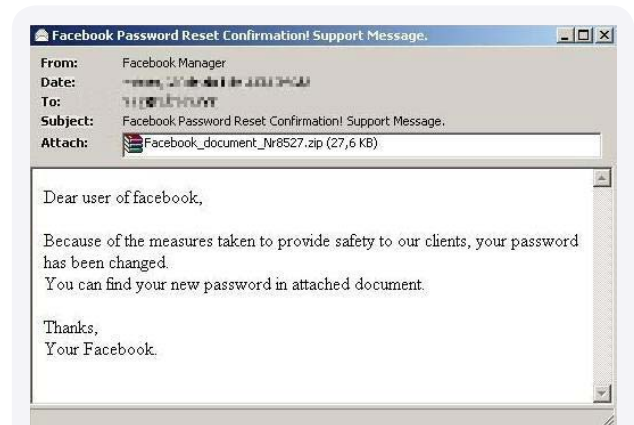 Facebook Password Reset Confirmation! Support Message.
From: Facebook Manager
Date:
To:
Subject: Facebook Password Reset Confirmation! Support Message.
Attach: Facebook_document_Nr8527.zip (27,6 KB)
Dear user of facebook,
Because of the measures taken to provide safety to our clients, your password
has been changed.
You can find your new password in attached document.
Thanks,
Your Facebook.